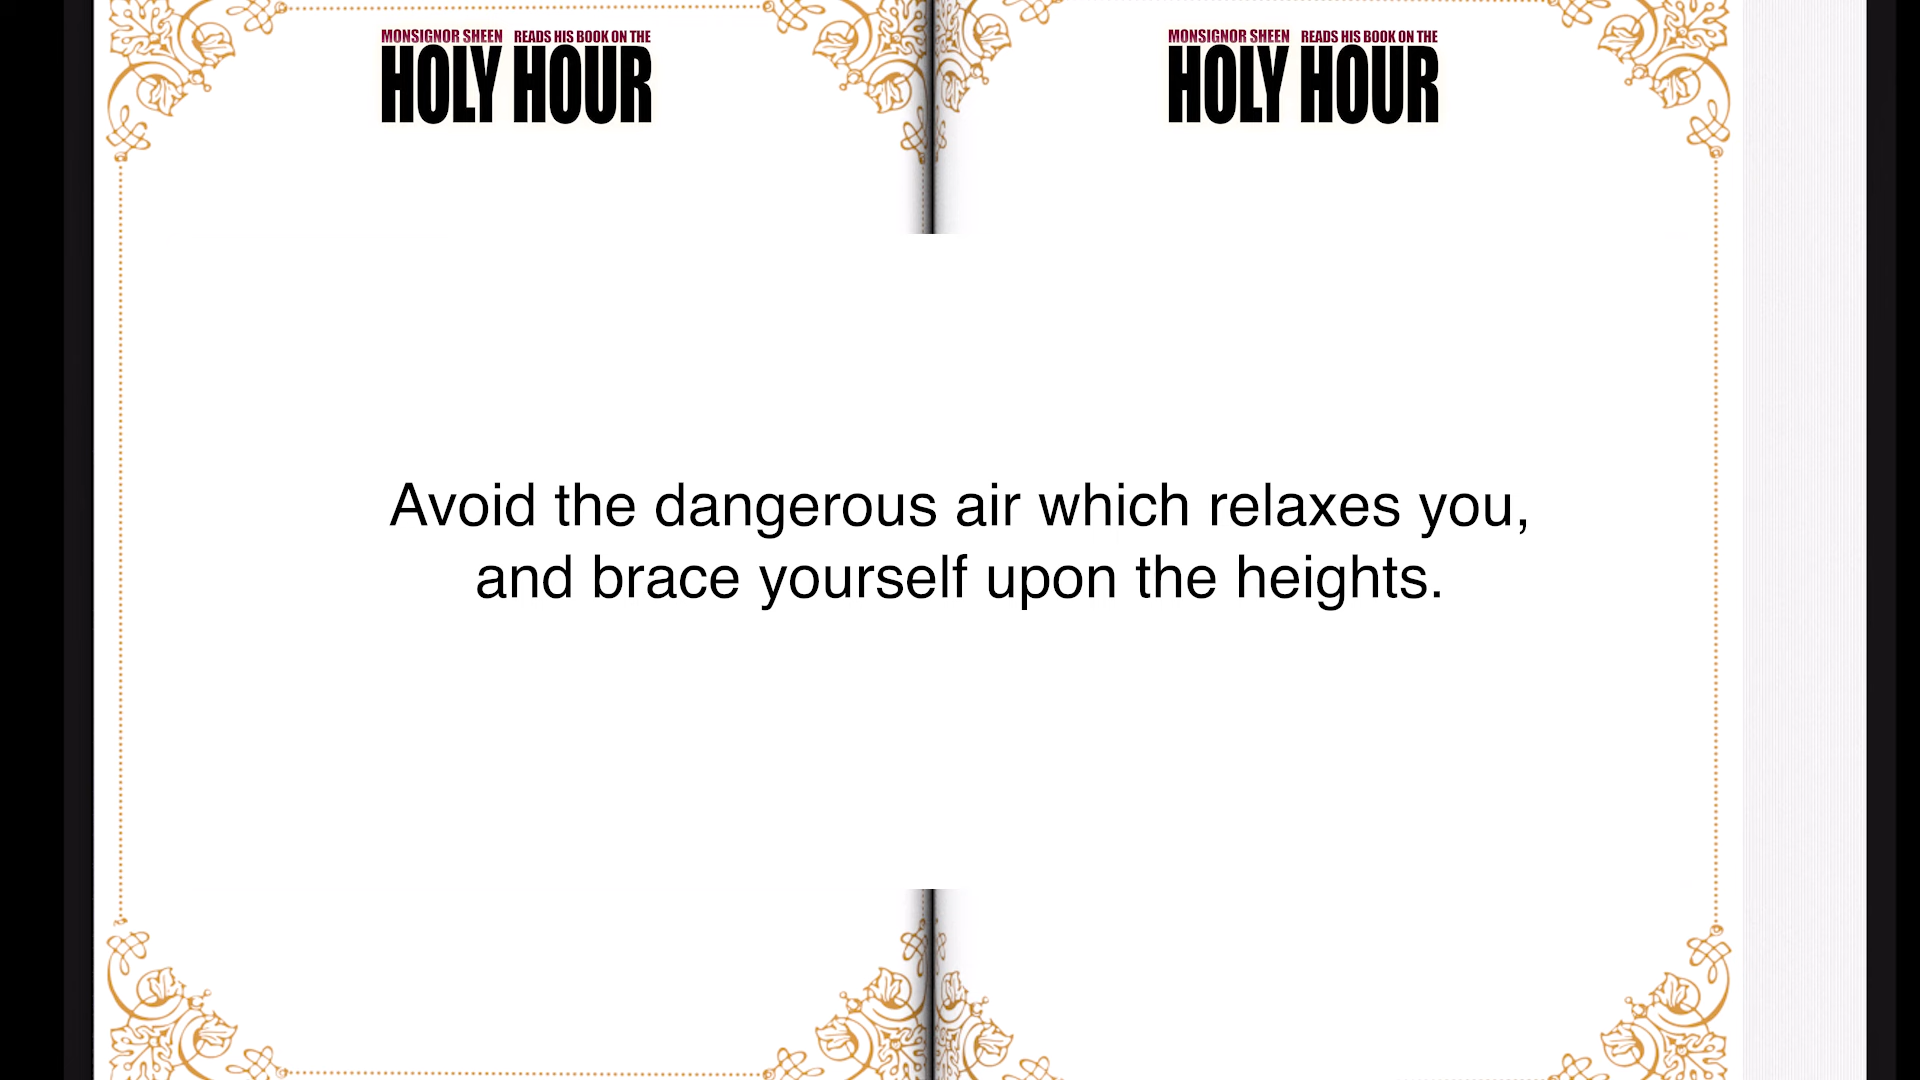 MONSIGNOR SHEEN READS HIS BOOK ON THE
HOLY HOUR
MONSIGNOR SHEEN READS HIS BOOK ON THE
HOLY HOUR
Avoid the dangerous air which relaxes you,
and brace yourself upon the heights.